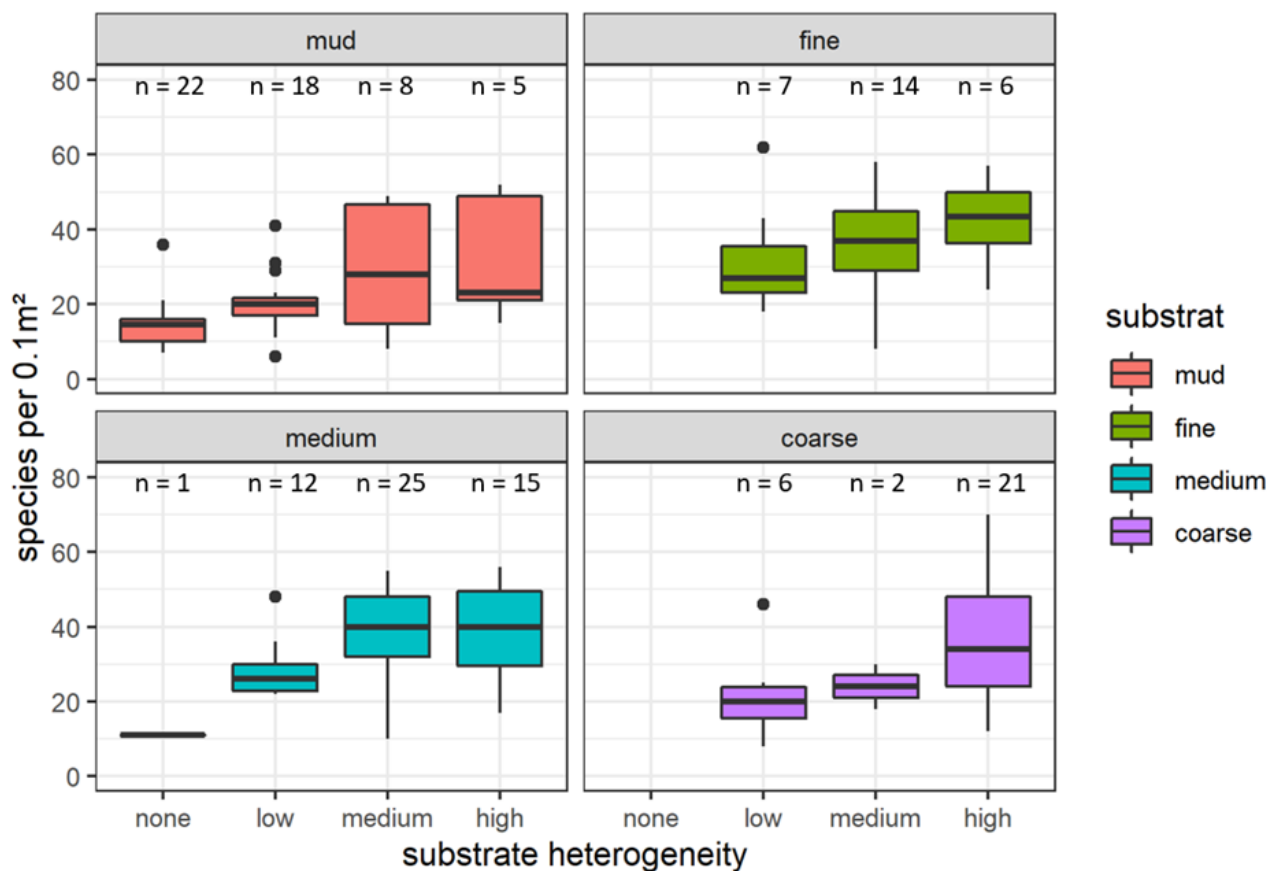 mud
fine
n = 22 n = 18 n = 8 n = 5
n = 7 n = 14 n = 6
80
60
40
20
0
medium
coarse
n = 1 n = 12 n = 25 n = 15
n = 6 n = 2 n = 21
80
60
40
20
0
none low medium high
none low medium high
substrate heterogeneity
species per 0.1m²
substrat
mud
fine
medium
coarse